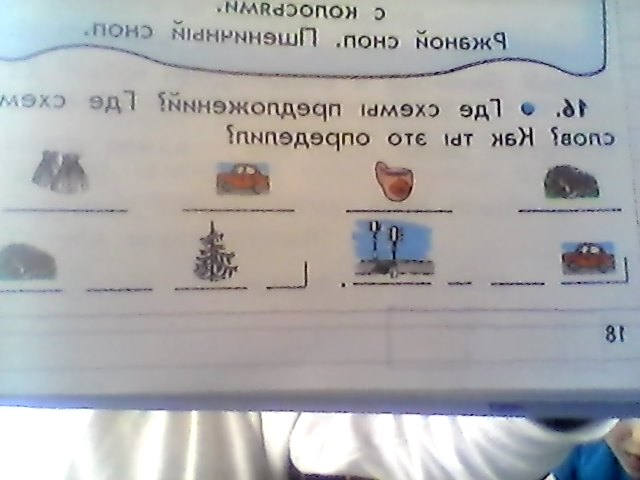 с колосьями.
Ржаной сноп. Пшеничный сноп.
16. Где схемы предложений? Где схем
слов? Как ты это определил?
18